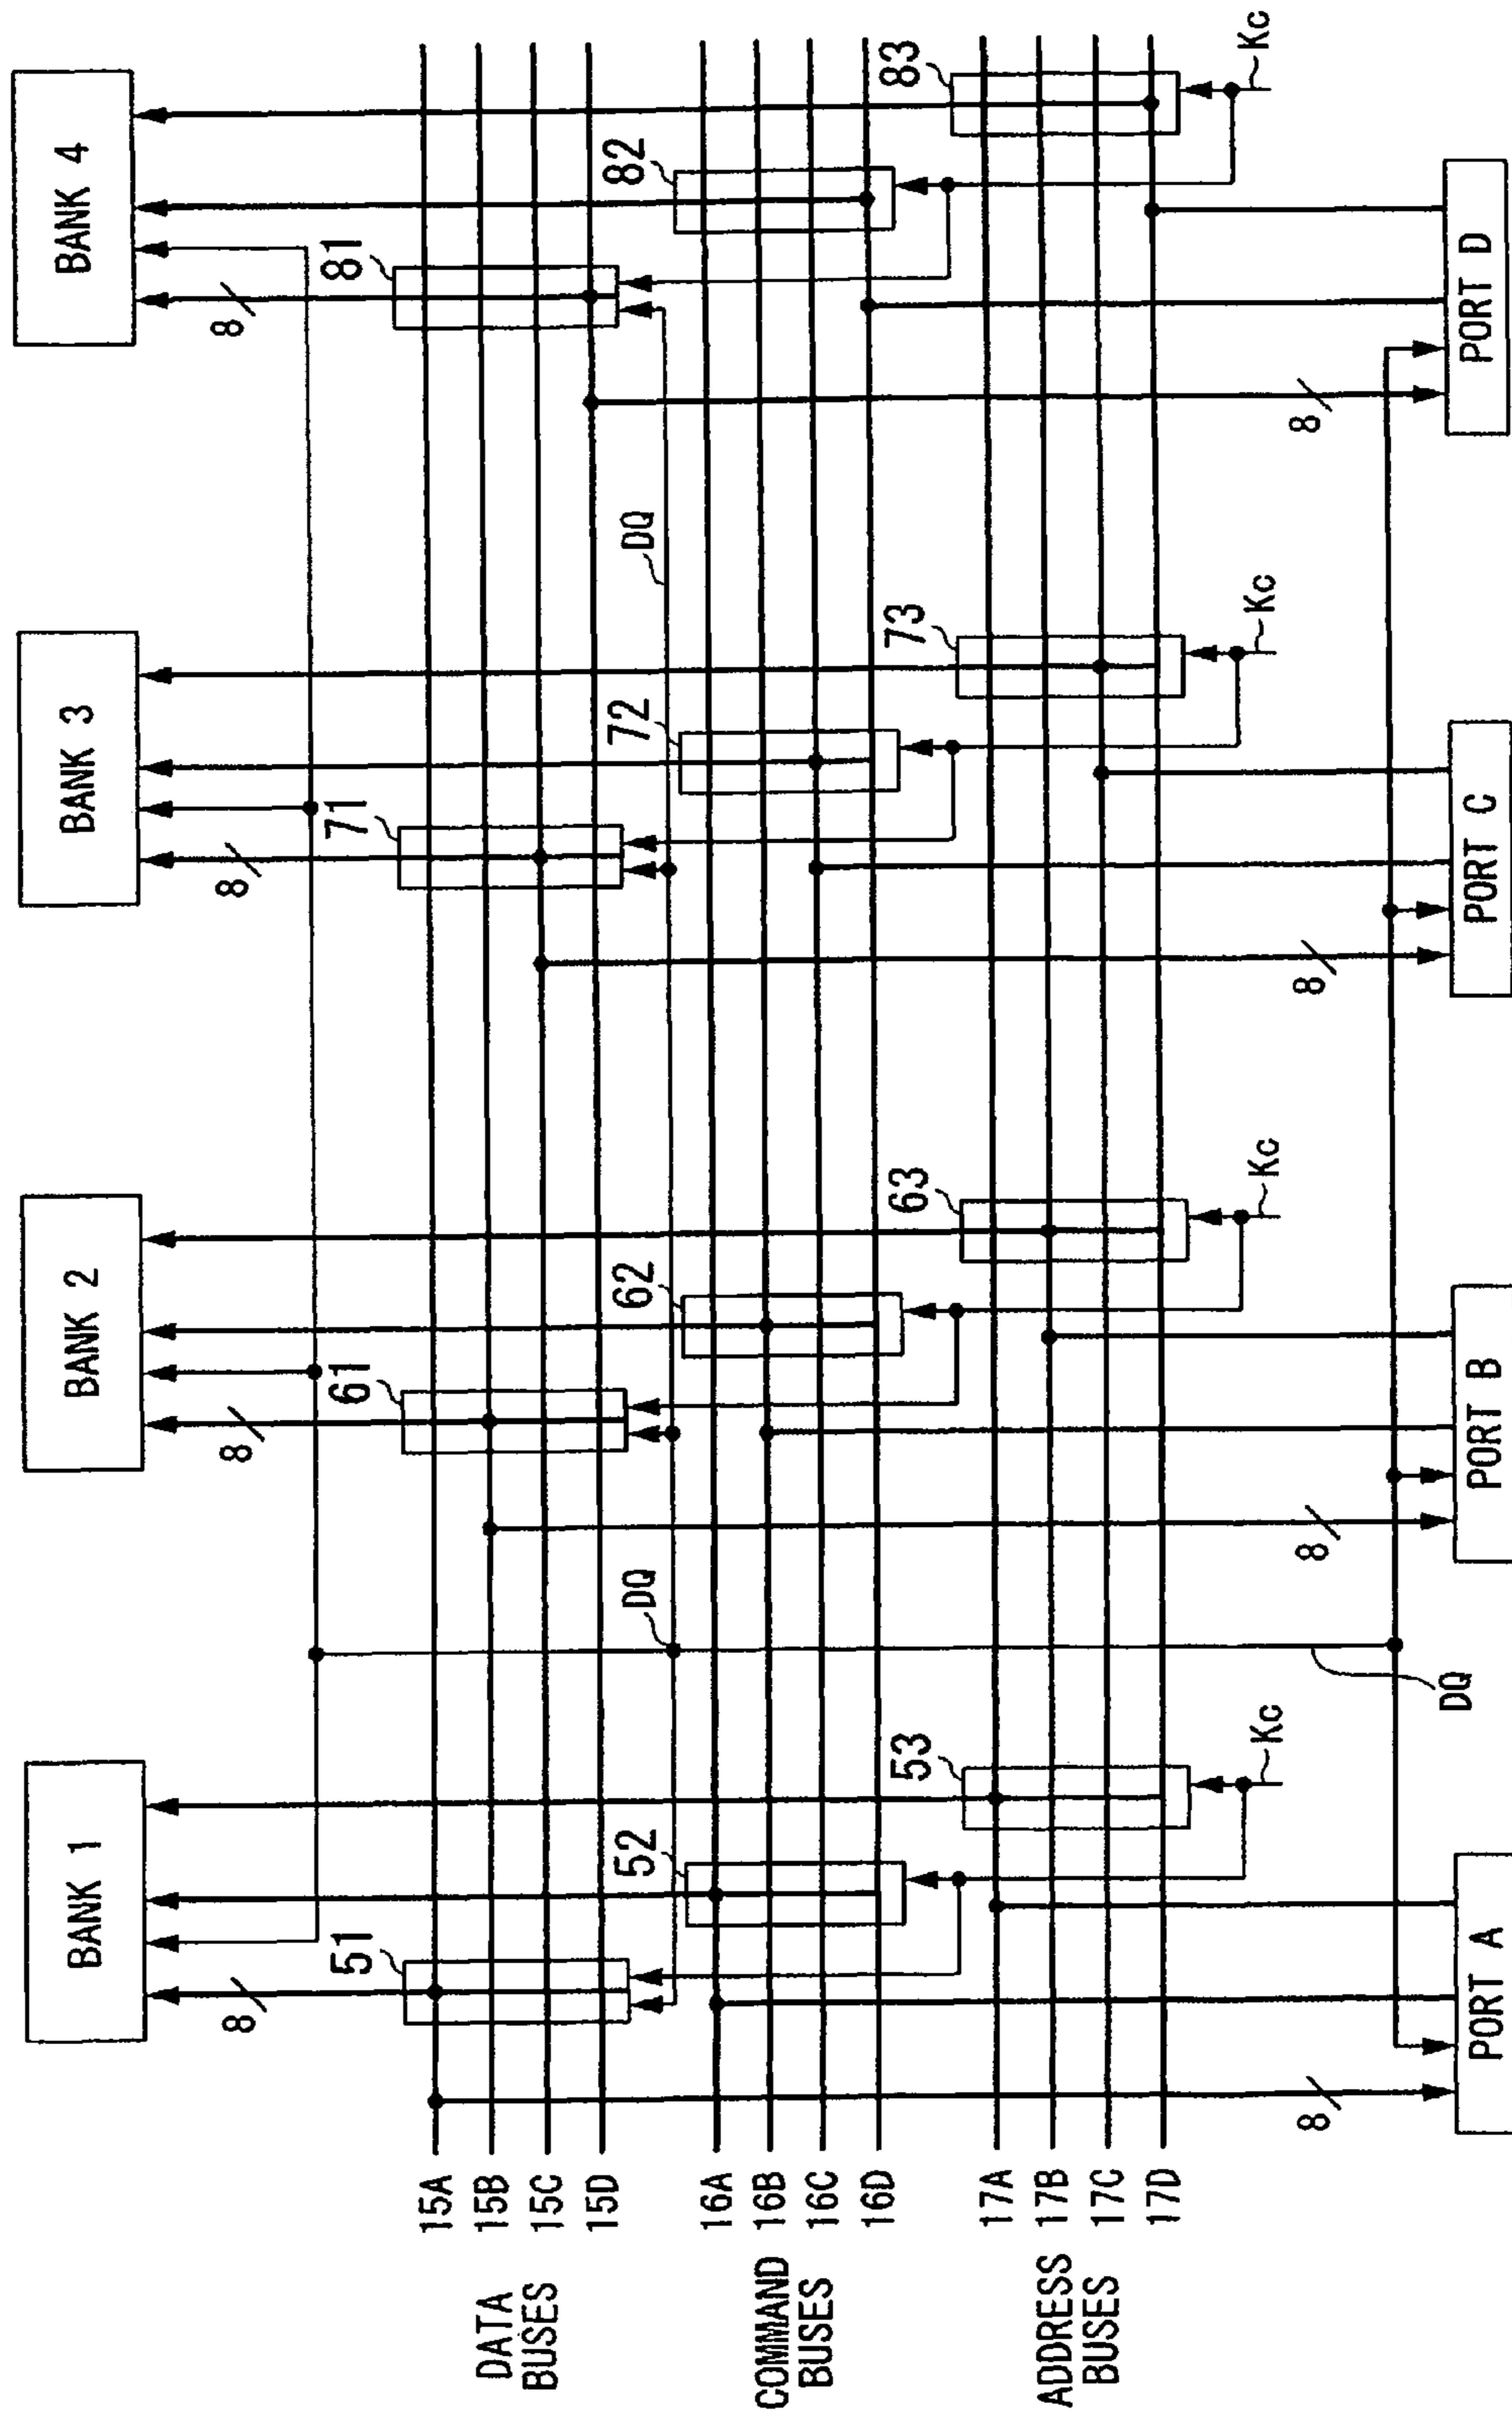 BANK 1
BANK 2
BANK 3
BANK 4
8
8
8
8
51
61
71
81
15A
15B
15C
15D
DATA
BUSES
DQ
DQ
52
62
72
82
16A
16B
16C
16D
COMMAND
BUSES
53
63
73
83
17A
17B
17C
17D
ADDRESS
BUSES
Kc
Kc
Kc
Kc
8
8
8
8
DQ
PORT A
PORT B
PORT C
PORT D